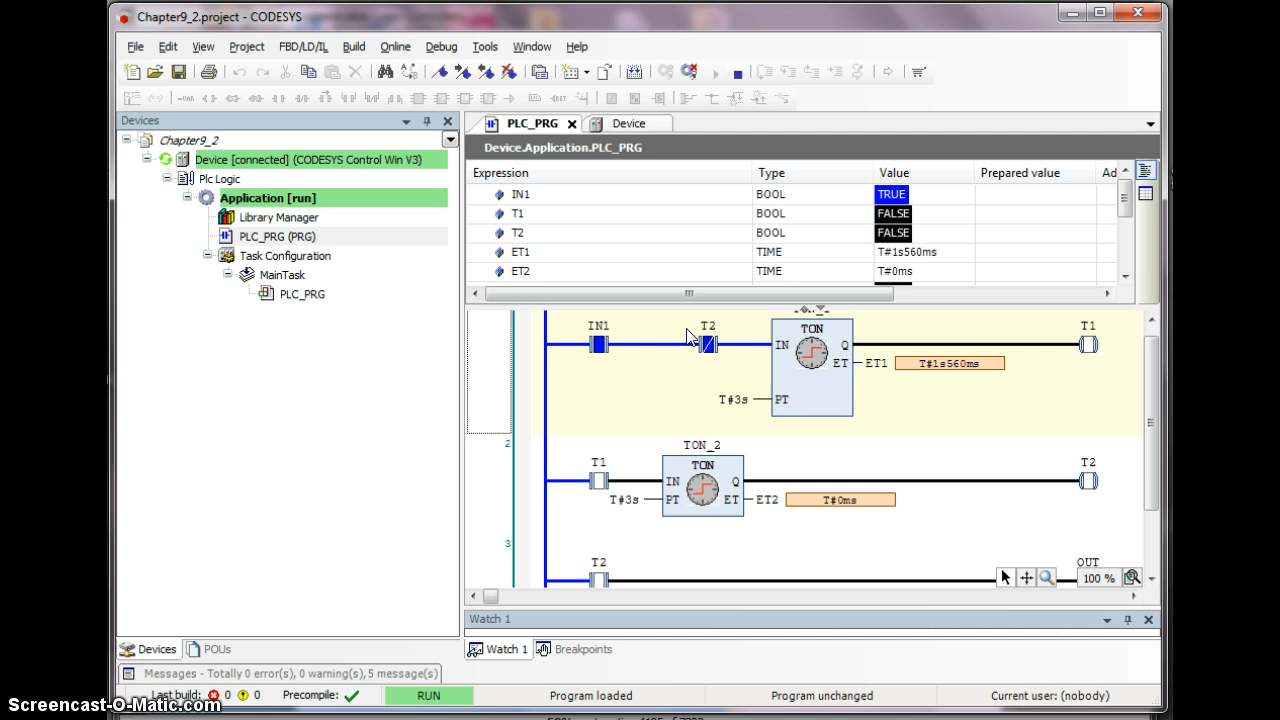 Chapter9_2.project - CODESYS
File Edit View Project FBD/LD/IL Build Online Debug Tools Window Help
Devices
PLC_PRG
Device
Chapter9_2
Device [connected] (CODESYS Control Win V3)
Plc Logic
Application [run]
Library Manager
PLC_PRG (PRG)
Task Configuration
MainTask
PLC_PRG
Device.Application.PLC_PRG
Expression Type Value Prepared value Ad
IN1 BOOL TRUE
T1 BOOL FALSE
T2 BOOL FALSE
ET1 TIME T#1s560ms
ET2 TIME T#0ms
IN1 T2 TON T1
IN Q
ET ET1 T#1s560ms
T#3s PT
2
TON_2
T1 TON T2
IN Q
T#3s PT ET ET2 T#0ms
3
T2 OUT
100 %
Watch 1
Devices POUs
Watch 1 Breakpoints
Messages - Totally 0 error(s), 0 warning(s), 5 message(s)
Last build: 0 0 Precompile: RUN Program loaded Program unchanged Current user: (nobody)
Screencast-O-Matic.com